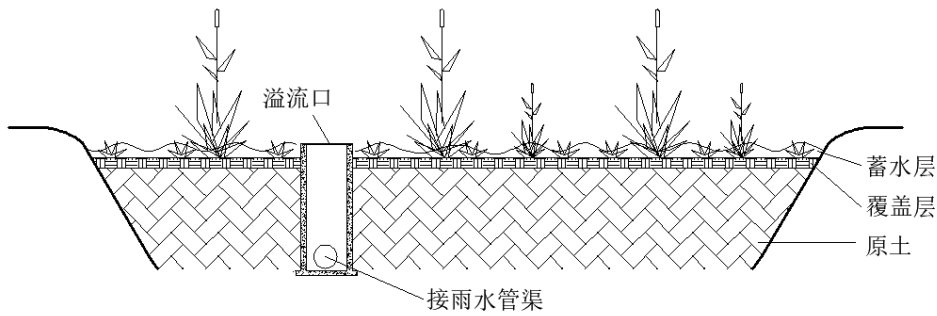 溢流口
蓄水层
覆盖层
原土
接雨水管渠